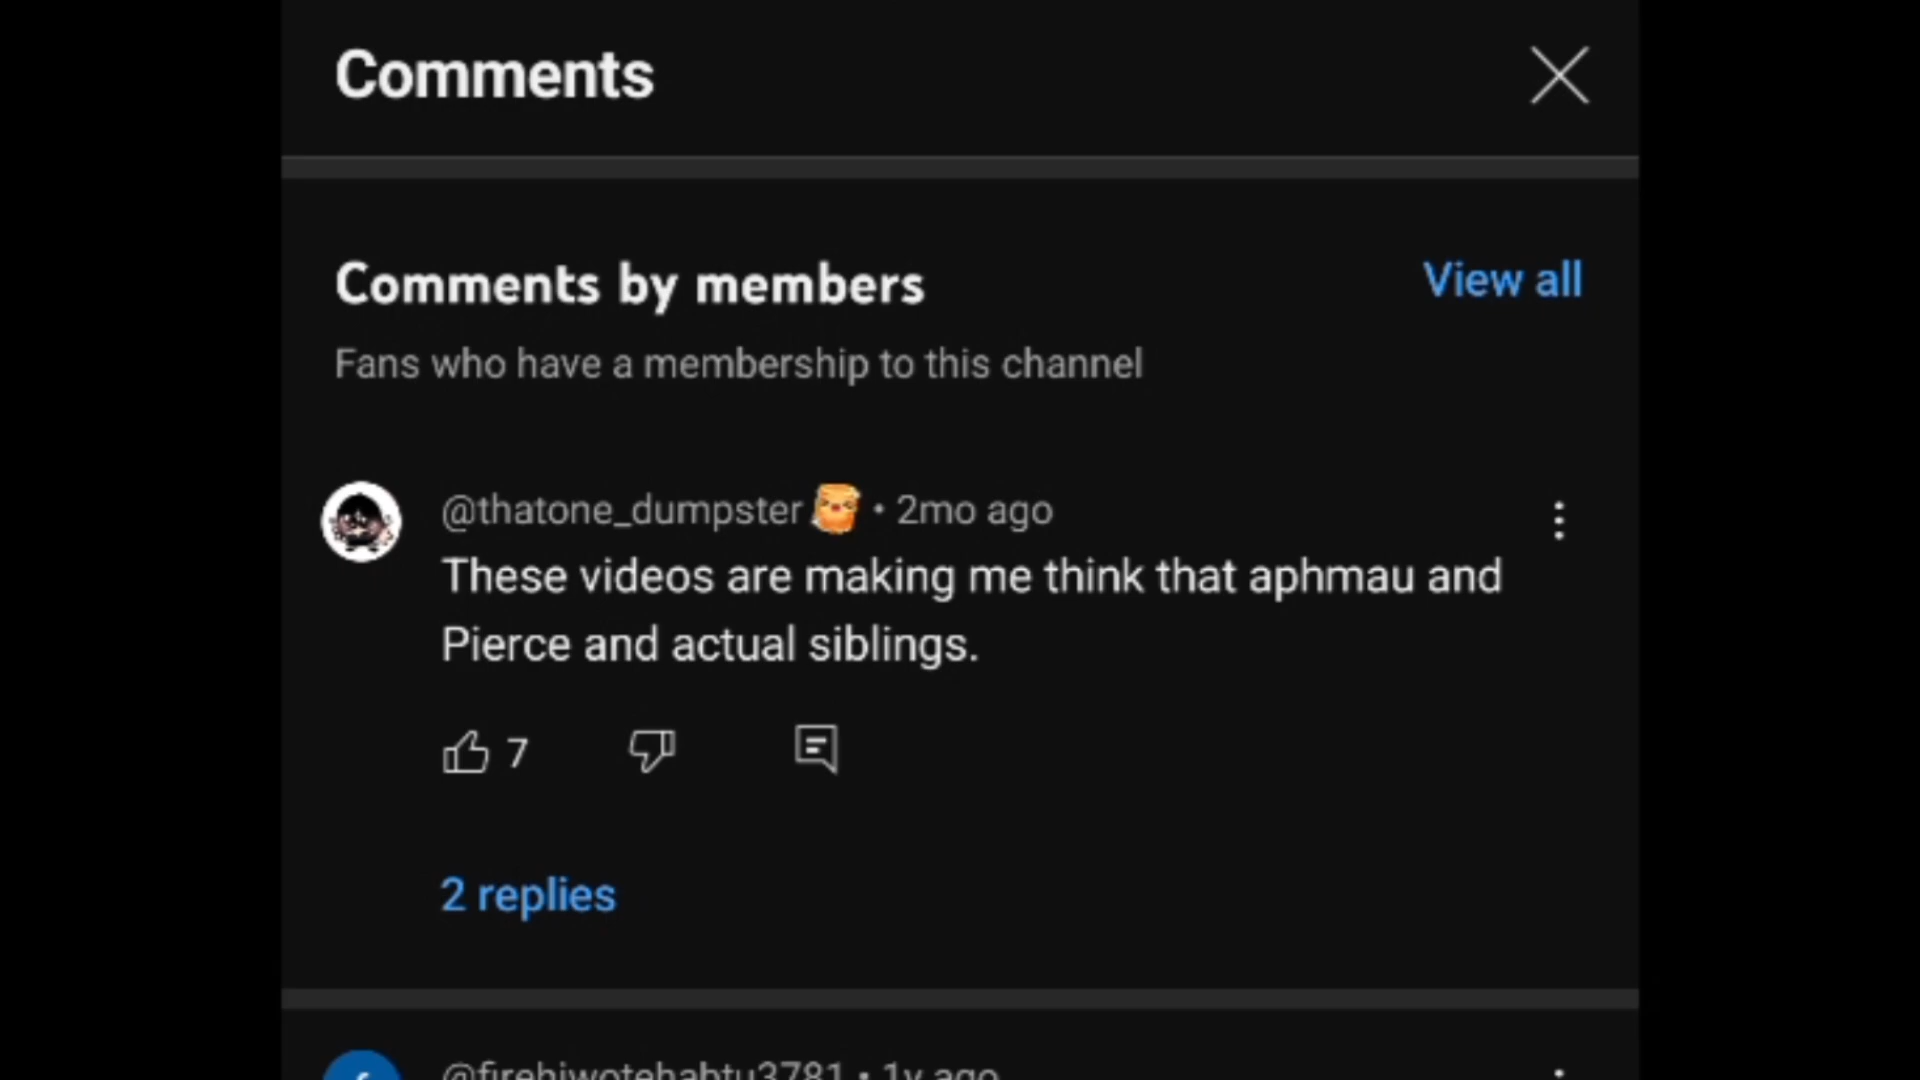 Comments
Comments by members
View all
Fans who have a membership to this channel
@thatone_dumpster • 2mo ago
These videos are making me think that aphmau and
Pierce and actual siblings.
7
2 replies
@firehiwotehabtu3781 • 1y ago